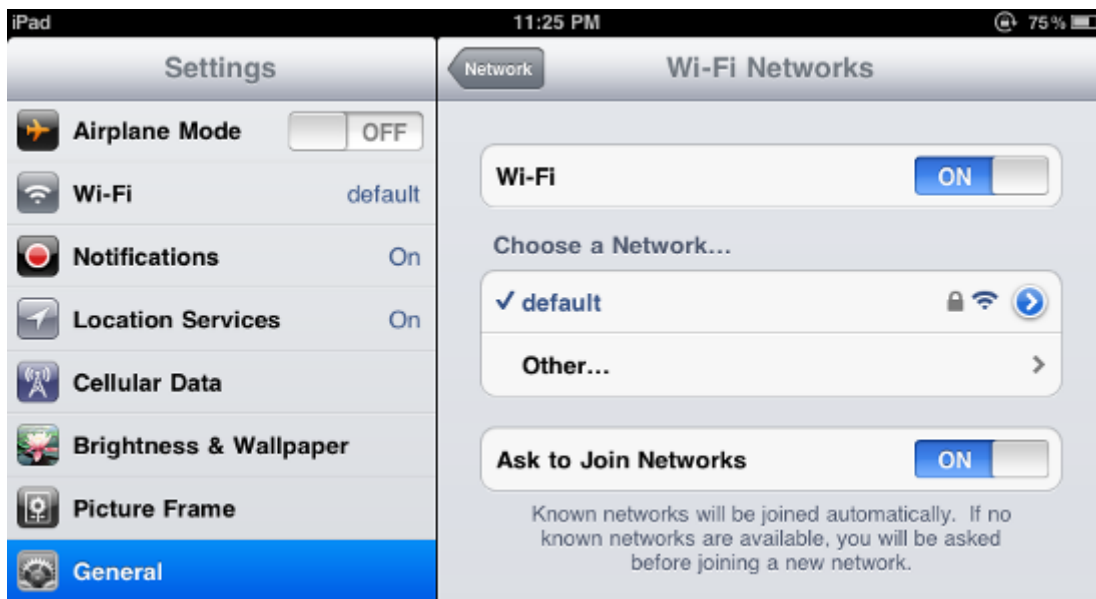 iPad 11:25 PM 75%
Settings
Network Wi-Fi Networks
Airplane Mode OFF
Wi-Fi default
Notifications On
Location Services On
Cellular Data
Brightness & Wallpaper
Picture Frame
General
Wi-Fi ON
Choose a Network...
default
Other...
Ask to Join Networks ON
Known networks will be joined automatically. If no
known networks are available, you will be asked
before joining a new network.